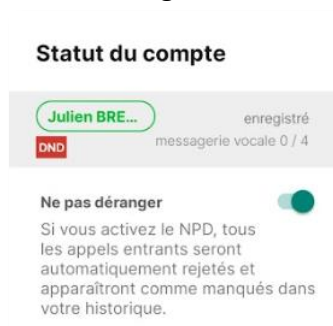 Statut du compte
Julien BRE...
enregistré
DND
messagerie vocale 0 / 4
Ne pas déranger
Si vous activez le NPD, tous
les appels entrants seront
automatiquement rejetés et
apparaîtront comme manqués dans
votre historique.